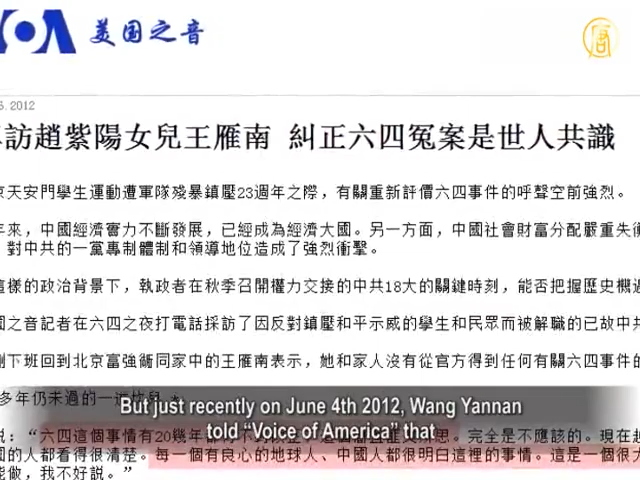 VOA 美国之音
唐
6.2012
訪趙紫陽女兒王雁南 糾正六四冤案是世人共識
京天安門學生運動遭軍隊殘暴鎮壓23週年之際，有關重新評價六四事件的呼聲空前強烈。
年來，中國經濟實力不斷發展，已經成為經濟大國。另一方面，中國社會財富分配嚴重失衡
，對中共的一黨專制體制和領導地位造成了強烈衝擊。
這樣的政治背景下，執政者在秋季召開權力交接的中共18大的關鍵時刻，能否把握歷史機遇
國之音記者在六四之夜打電話採訪了因反對鎮壓和平示威的學生和民眾而被解職的已故中共
剛下班回到北京富強衚同家中的王雁南表示，她和家人沒有從官方得到任何有關六四事件的
多年仍未過的一
But just recently on June 4th 2012, Wang Yannan
told “Voice of America” that
說：“六四這個事情有20幾年都
思。完全是不應該的。現在越
國的人都看得很清楚。每一個有良心的地球人、中國人都很明白這裡的事情。這是一個很大
能做，我不好說。”